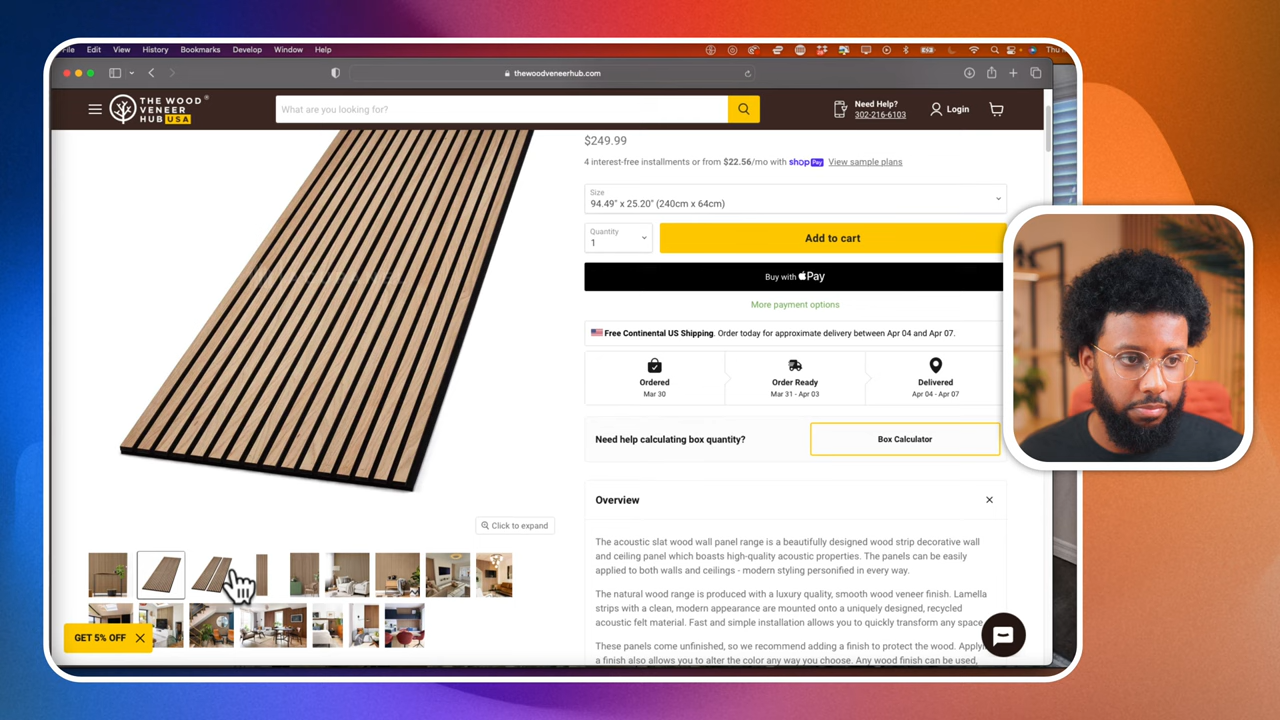 File Edit View History Bookmarks Develop Window Help
Thu
thewoodveneerhub.com
THE WOOD
VENEER
HUB USA
What are you looking for?
Need Help?
302-216-6103
Login
$249.99
4 interest-free installments or from $22.56/mo with shop Pay View sample plans
Size
94.49" x 25.20" (240cm x 64cm)
Quantity
1
Add to cart
Buy with Pay
More payment options
Free Continental US Shipping. Order today for approximate delivery between Apr 04 and Apr 07.
Ordered
Mar 30
Order Ready
Mar 31 - Apr 03
Delivered
Apr 04 - Apr 07
Need help calculating box quantity?
Box Calculator
Overview
Click to expand
The acoustic slat wood wall panel range is a beautifully designed wood strip decorative wall
and ceiling panel which boasts high-quality acoustic properties. The panels can be easily
applied to both walls and ceilings - modern styling personified in every way.
The natural wood range is produced with a luxury quality, smooth wood veneer finish. Lamella
strips with a clean, modern appearance are mounted onto a uniquely designed, recycled
acoustic felt material. Fast and simple installation allows you to quickly transform any space.
These panels come unfinished, so we recommend adding a finish to protect the wood. Apply
a finish also allows you to alter the color any way you choose. Any wood finish can be used,
GET 5% OFF